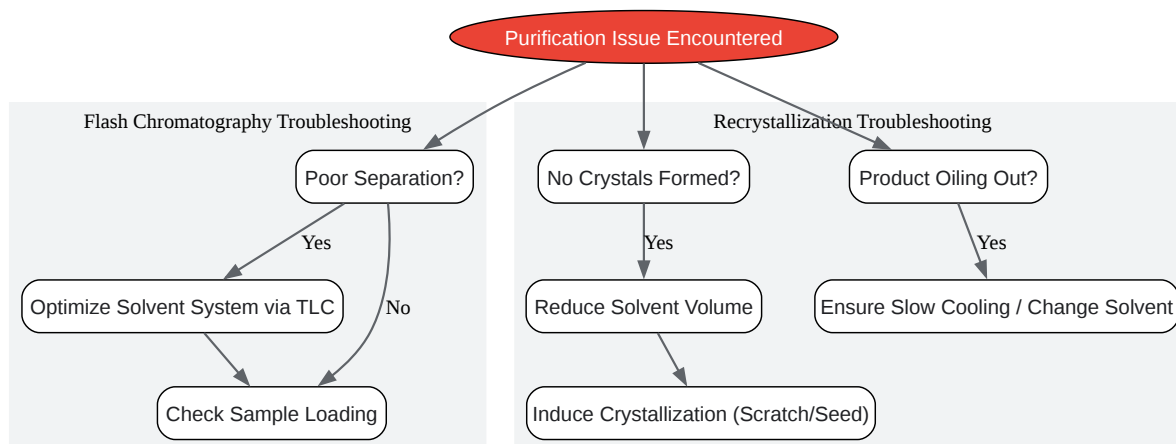 Purification Issue Encountered
Flash Chromatography Troubleshooting
Recrystallization Troubleshooting
Poor Separation?
No Crystals Formed?
Product Oiling Out?
Yes
Yes
Yes
Optimize Solvent System via TLC
No
Reduce Solvent Volume
Ensure Slow Cooling / Change Solvent
Check Sample Loading
Induce Crystallization (Scratch/Seed)